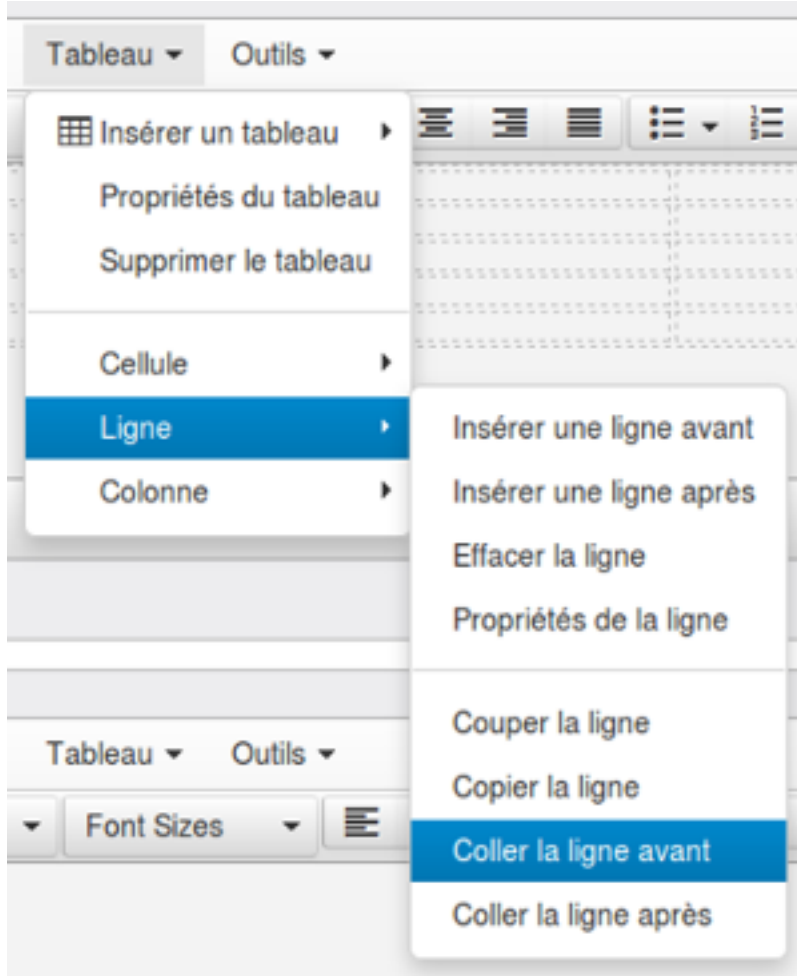 Tableau Outils
Insérer un tableau
Propriétés du tableau
Supprimer le tableau
Cellule
Ligne
Colonne
Insérer une ligne avant
Insérer une ligne après
Effacer la ligne
Propriétés de la ligne
Couper la ligne
Copier la ligne
Coller la ligne avant
Coller la ligne après
Tableau Outils
Font Sizes